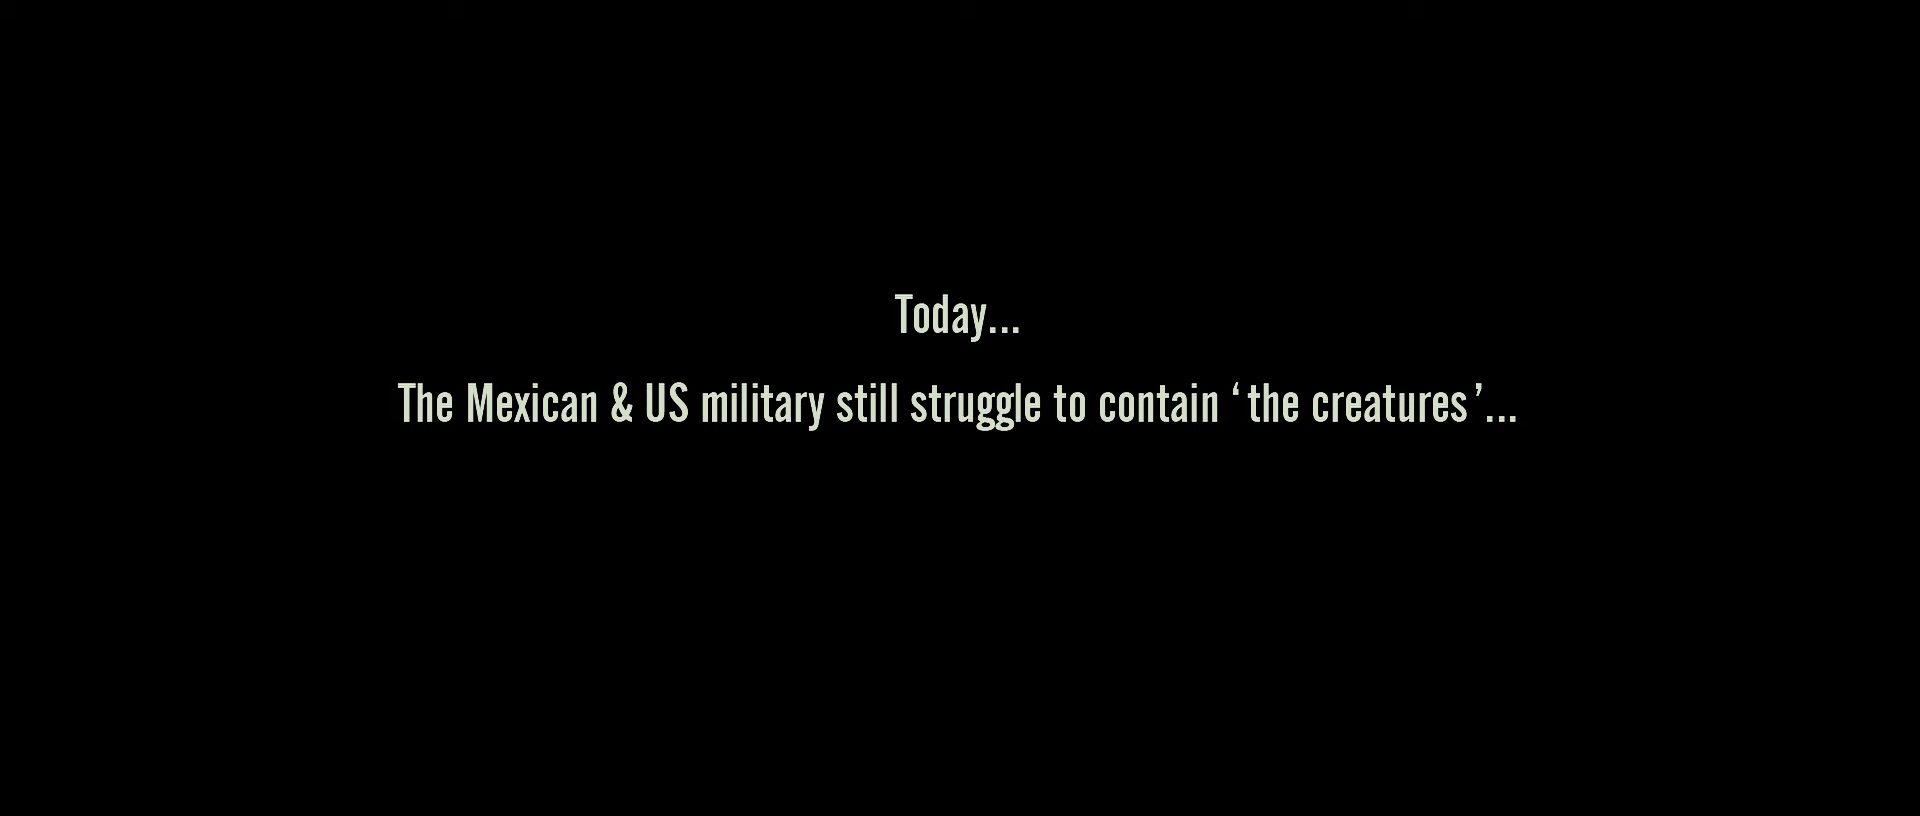 Today...
The Mexican & US military still struggle to contain ‘the creatures’...